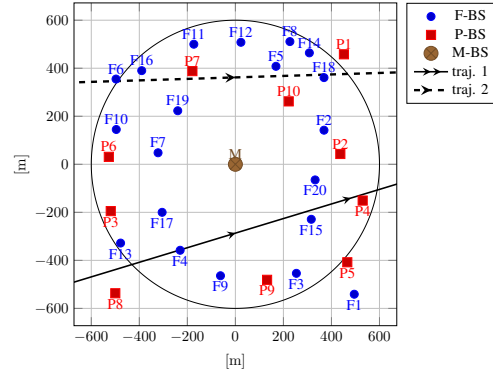 F-BS
P-BS
M-BS
traj. 1
traj. 2
600
400
200
0
−200
−400
−600
[m]
F12
F8
F11
F14
P1
F16
P7
F5
F6
F18
P10
F19
F10
F2
P6
F7
M
P2
F20
P3
F17
P4
F15
F13
F4
P5
F9
P9
F3
P8
F1
−600
−400
−200
0
200
400
600
[m]